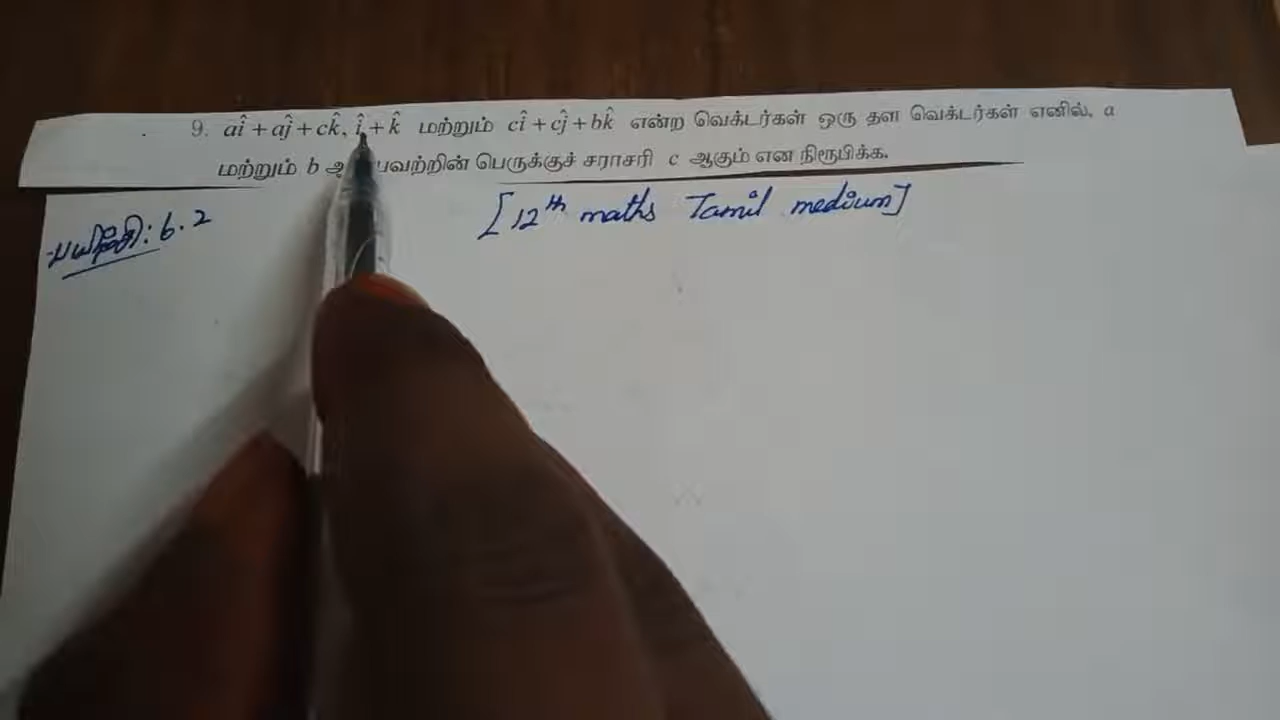 9. aî + aĵ + ck̂, î + k̂ மற்றும் cî + cĵ + bk̂ என்ற வெக்டர்கள் ஒரு தள வெக்டர்கள் எனில், a
மற்றும் b பெருக்குச் சராசரி c ஆகும் என நிரூபிக்க.
[12th maths Tamil medium]
பயிற்சி: 6.2